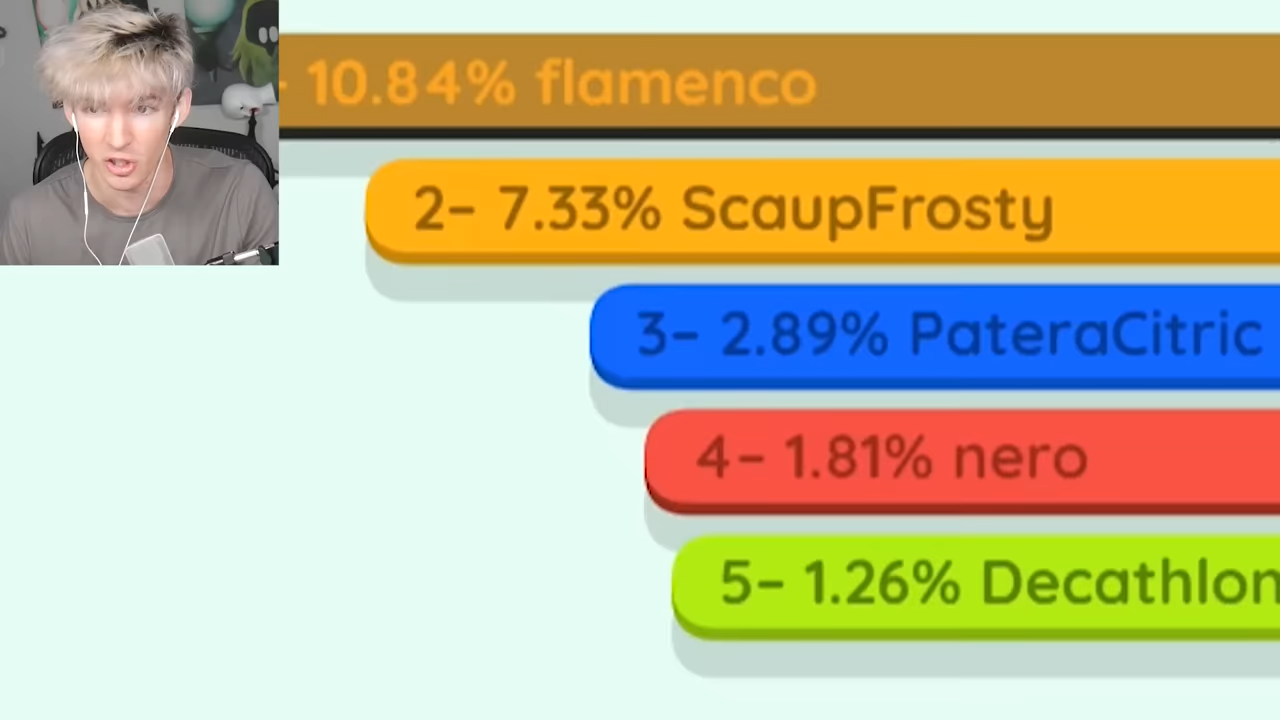 - 10.84% flamenco
2- 7.33% ScaupFrosty
3- 2.89% PateraCitric
4- 1.81% nero
5- 1.26% Decathlon